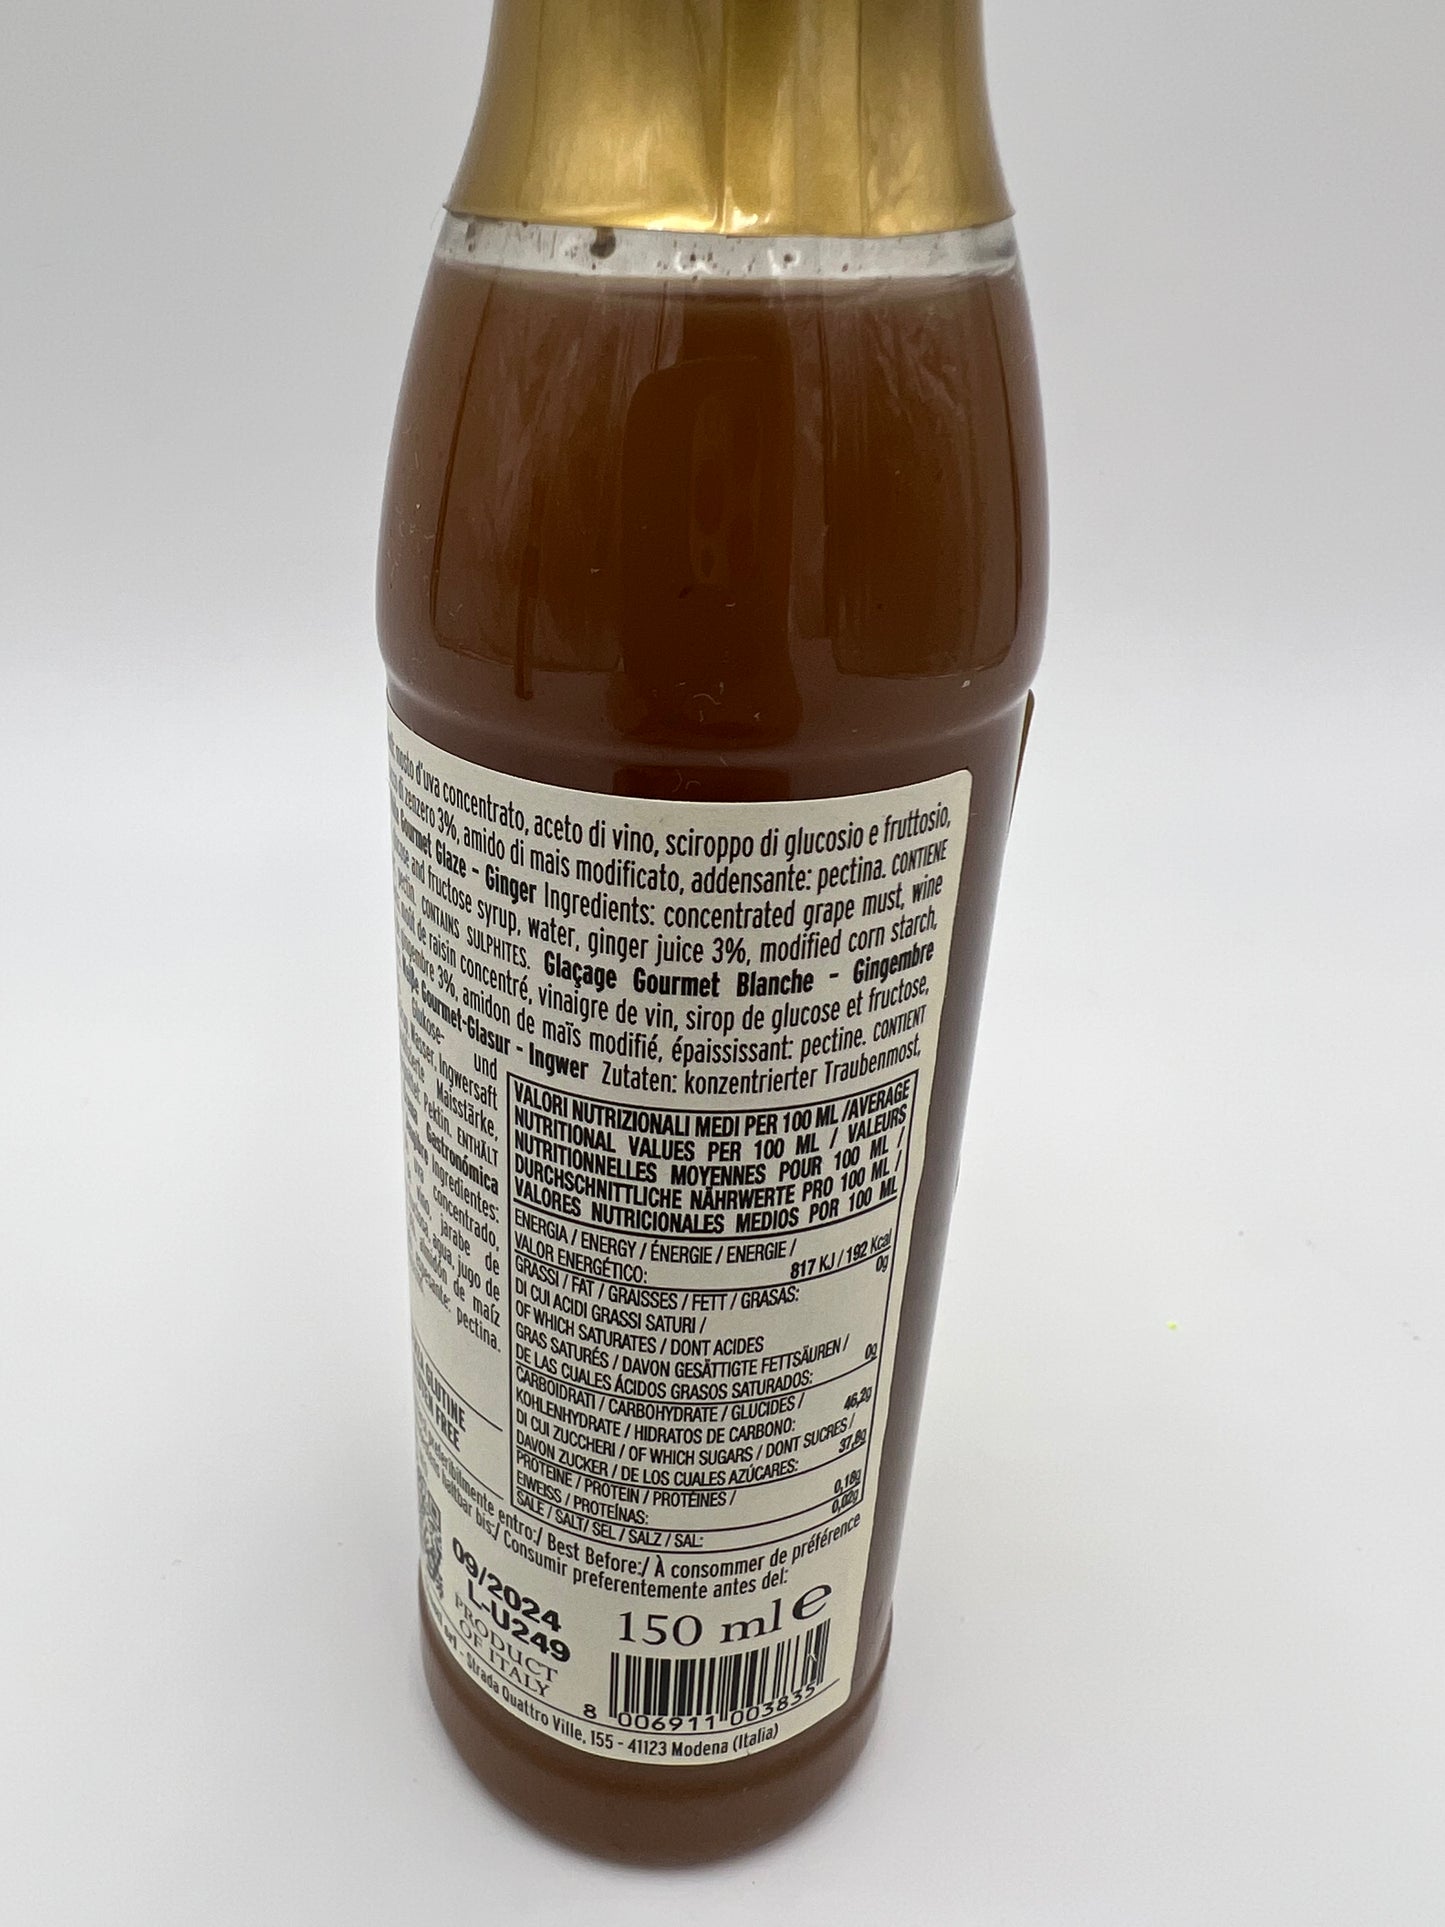 mosto d'uva concentrato, aceto di vino, sciroppo di glucosio e fruttosio,
di zenzero 3%, amido di mais modificato, addensante: pectina. CONTIENE
Gourmet Glaze - Ginger Ingredients: concentrated grape must, wine
and fructose syrup, water, ginger juice 3%, modified corn starch,
CONTAINS SULPHITES. Glaçage Gourmet Blanche - Gingembre
de raisin concentré, vinaigre de vin, sirop de glucose et fructose,
3%, amidon de maïs modifié, épaississant: pectine. CONTIENT
Gourmet-Glasur - Ingwer Zutaten: konzentrierter Traubenmost,
Glukose- und
Wasser, Ingwersaft
Maisstärke,
Pektin. ENTHÄLT
Gastronómica
Ingredientes:
uva concentrado,
vino, jarabe de
agua, jugo de
almidón de maíz
pectina.
VALORI NUTRIZIONALI MEDI PER 100 ML /AVERAGE
NUTRITIONAL VALUES PER 100 ML / VALEURS
NUTRITIONNELLES MOYENNES POUR 100 ML /
DURCHSCHNITTLICHE NÄHRWERTE PRO 100 ML /
VALORES NUTRICIONALES MEDIOS POR 100 ML
ENERGIA / ENERGY / ÉNERGIE / ENERGIE /
VALOR ENERGÉTICO: 817 KJ / 192 Kcal
GRASSI / FAT / GRAISSES / FETT / GRASAS: 0g
DI CUI ACIDI GRASSI SATURI /
OF WHICH SATURATES / DONT ACIDES
GRAS SATURÉS / DAVON GESÄTTIGTE FETTSÄUREN /
DE LAS CUALES ÁCIDOS GRASOS SATURADOS: 0g
CARBOIDRATI / CARBOHYDRATE / GLUCIDES /
KOHLENHYDRATE / HIDRATOS DE CARBONO: 46,2g
DI CUI ZUCCHERI / OF WHICH SUGARS / DONT SUCRES /
DAVON ZUCKER / DE LOS CUALES AZÚCARES: 37,8g
PROTEINE / PROTEIN / PROTÉINES /
EIWEISS / PROTEÍNAS: 0,18g
SALE / SALT/ SEL / SALZ / SAL: 0,02g
GLUTINE
FREE
preferibilmente entro:/ Best Before:/ À consommer de préférence
haltbar bis:/ Consumir preferentemente antes del:
09/2024
L-U249
PRODUCT
OF ITALY
150 ml e
8 006911 003835
Srl - Strada Quattro Ville, 155 - 41123 Modena (Italia)